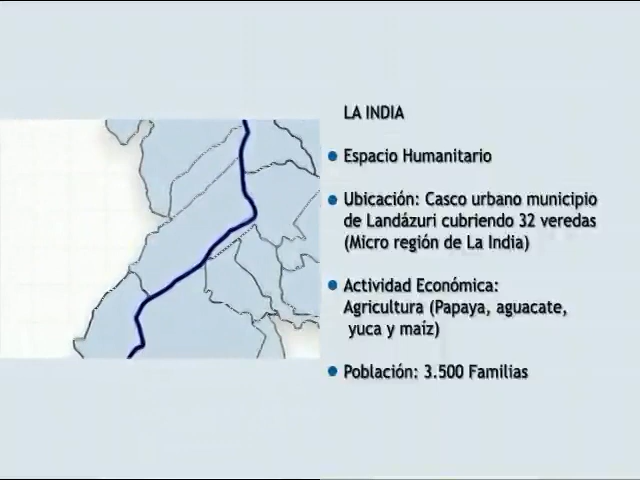 LA INDIA
Espacio Humanitario
Ubicación: Casco urbano municipio
de Landázuri cubriendo 32 veredas
(Micro región de La India)
Actividad Económica:
Agricultura (Papaya, aguacate,
yuca y maíz)
Población: 3.500 Familias